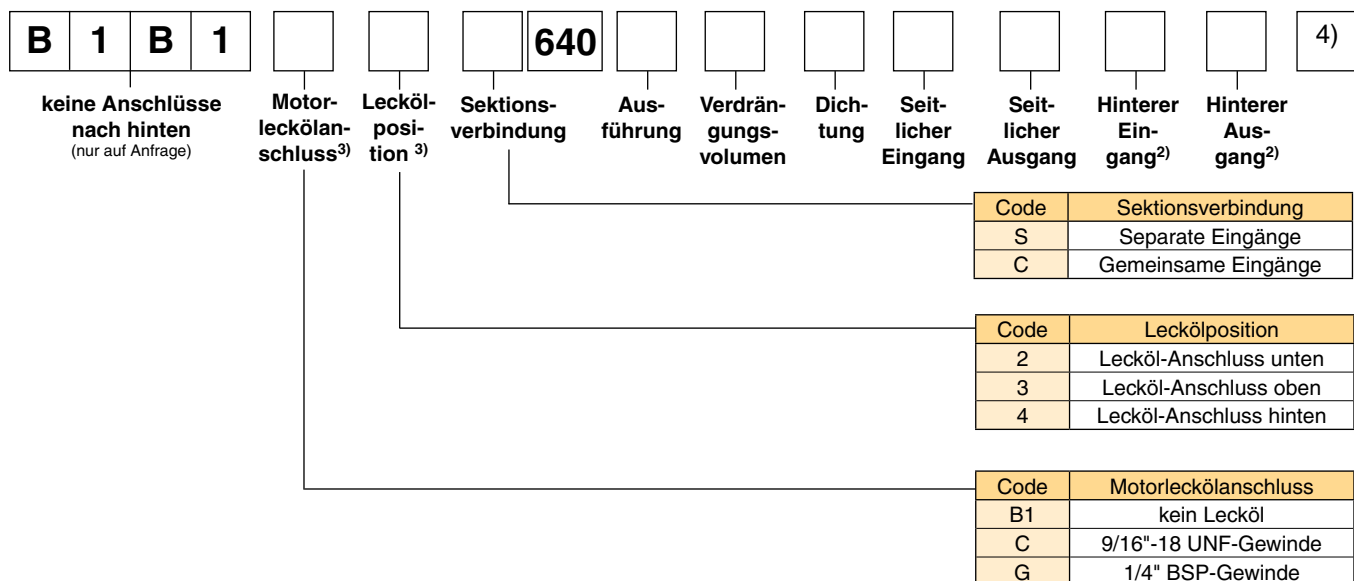 B 1 B 1 640 4)
keine Anschlüsse
nach hinten
(nur auf Anfrage)
Motor-
leckölan-
schluss3)
Leckö l-
posi-
tion 3)
Sektions-
verbindung
Aus-
führung
Verdrän-
gungs-
volumen
Dich-
tung
Seit-
licher
Eingang
Seit-
licher
Ausgang
Hinterer
Ein-
gang2)
Hinterer
Aus-
gang2)
Code Sektionsverbindung
S Separate Eingänge
C Gemeinsame Eingänge
Code Leckölposition
2 Lecköl-Anschluss unten
3 Lecköl-Anschluss oben
4 Lecköl-Anschluss hinten
Code Motorleckölanschluss
B1 kein Lecköl
C 9/16"-18 UNF-Gewinde
G 1/4" BSP-Gewinde